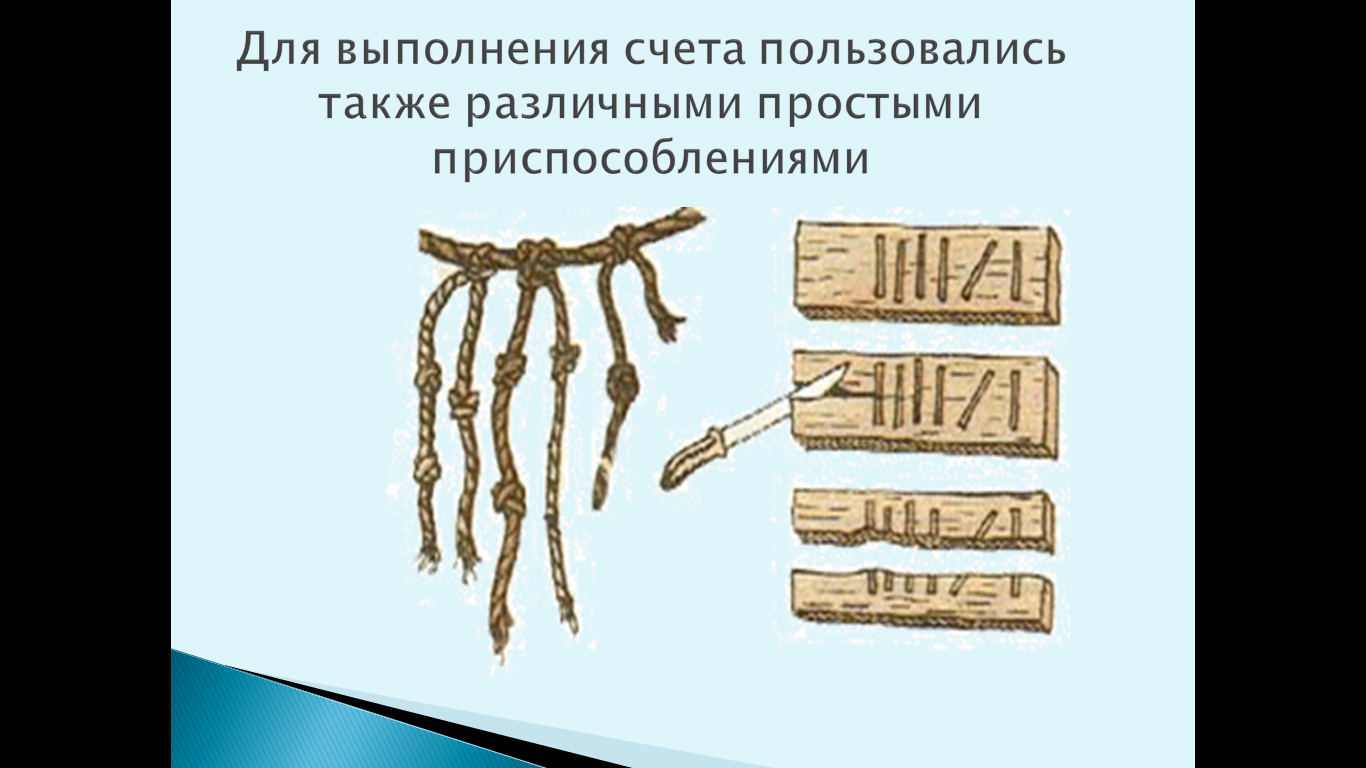 Для выполнения счета пользовались
также различными простыми
приспособлениями